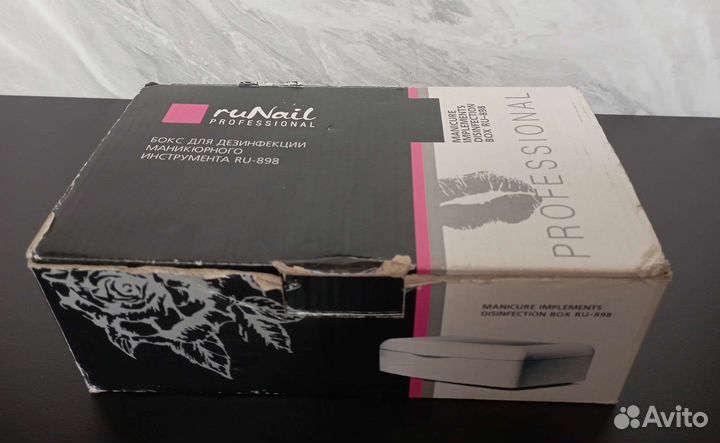 ruNail
PROFESSIONAL
БОКС ДЛЯ ДЕЗИНФЕКЦИИ
МАНИКЮРНОГО
ИНСТРУМЕНТА RU-898
MANICURE
IMPLEMENTS
DISINFECTION
BOX RU-898
PROFESSIONAL
MANICURE IMPLEMENTS
DISINFECTION BOX RU-898
Avito